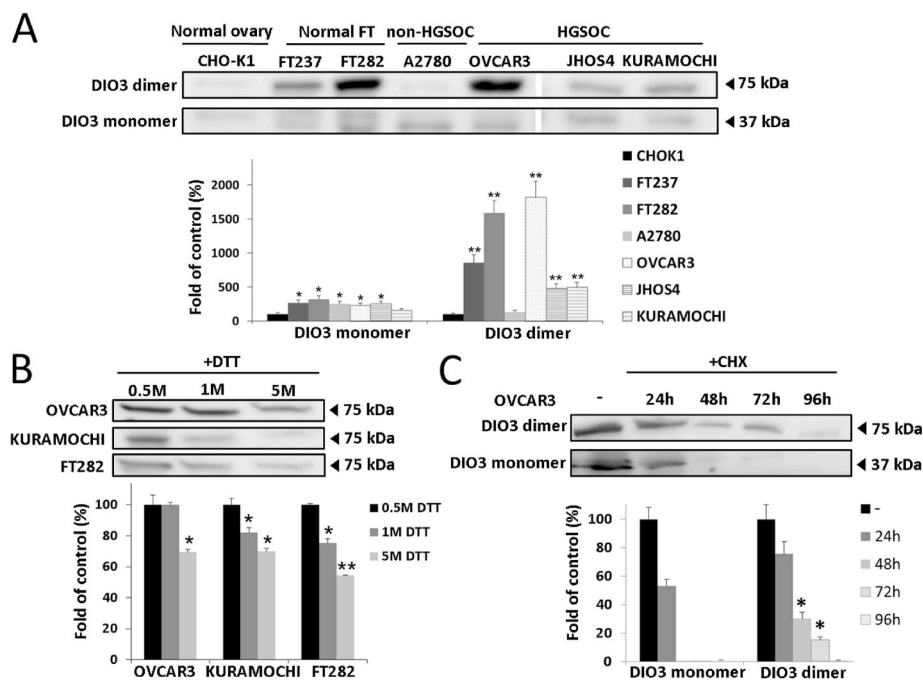 A
Normal ovary Normal FT non-HGSOC HGSOC
CHO-K1 FT237 FT282 A2780 OVCAR3 JHOS4 KURAMOCHI
DIO3 dimer ◄ 75 kDa
DIO3 monomer ◄ 37 kDa
Fold of control (%)
2000
1500
1000
500
0
* * * * *
** ** ** ** **
DIO3 monomer DIO3 dimer
CHOK1
FT237
FT282
A2780
OVCAR3
JHOS4
KURAMOCHI
B
+DTT
0.5M 1M 5M
OVCAR3 ◄ 75 kDa
KURAMOCHI ◄ 75 kDa
FT282 ◄ 75 kDa
Fold of control (%)
100
80
60
40
20
0
* * * * **
OVCAR3 KURAMOCHI FT282
0.5M DTT
1M DTT
5M DTT
C
+CHX
OVCAR3 - 24h 48h 72h 96h
DIO3 dimer ◄ 75 kDa
DIO3 monomer ◄ 37 kDa
Fold of control (%)
100
80
60
40
20
0
* *
DIO3 monomer DIO3 dimer
-
24h
48h
72h
96h